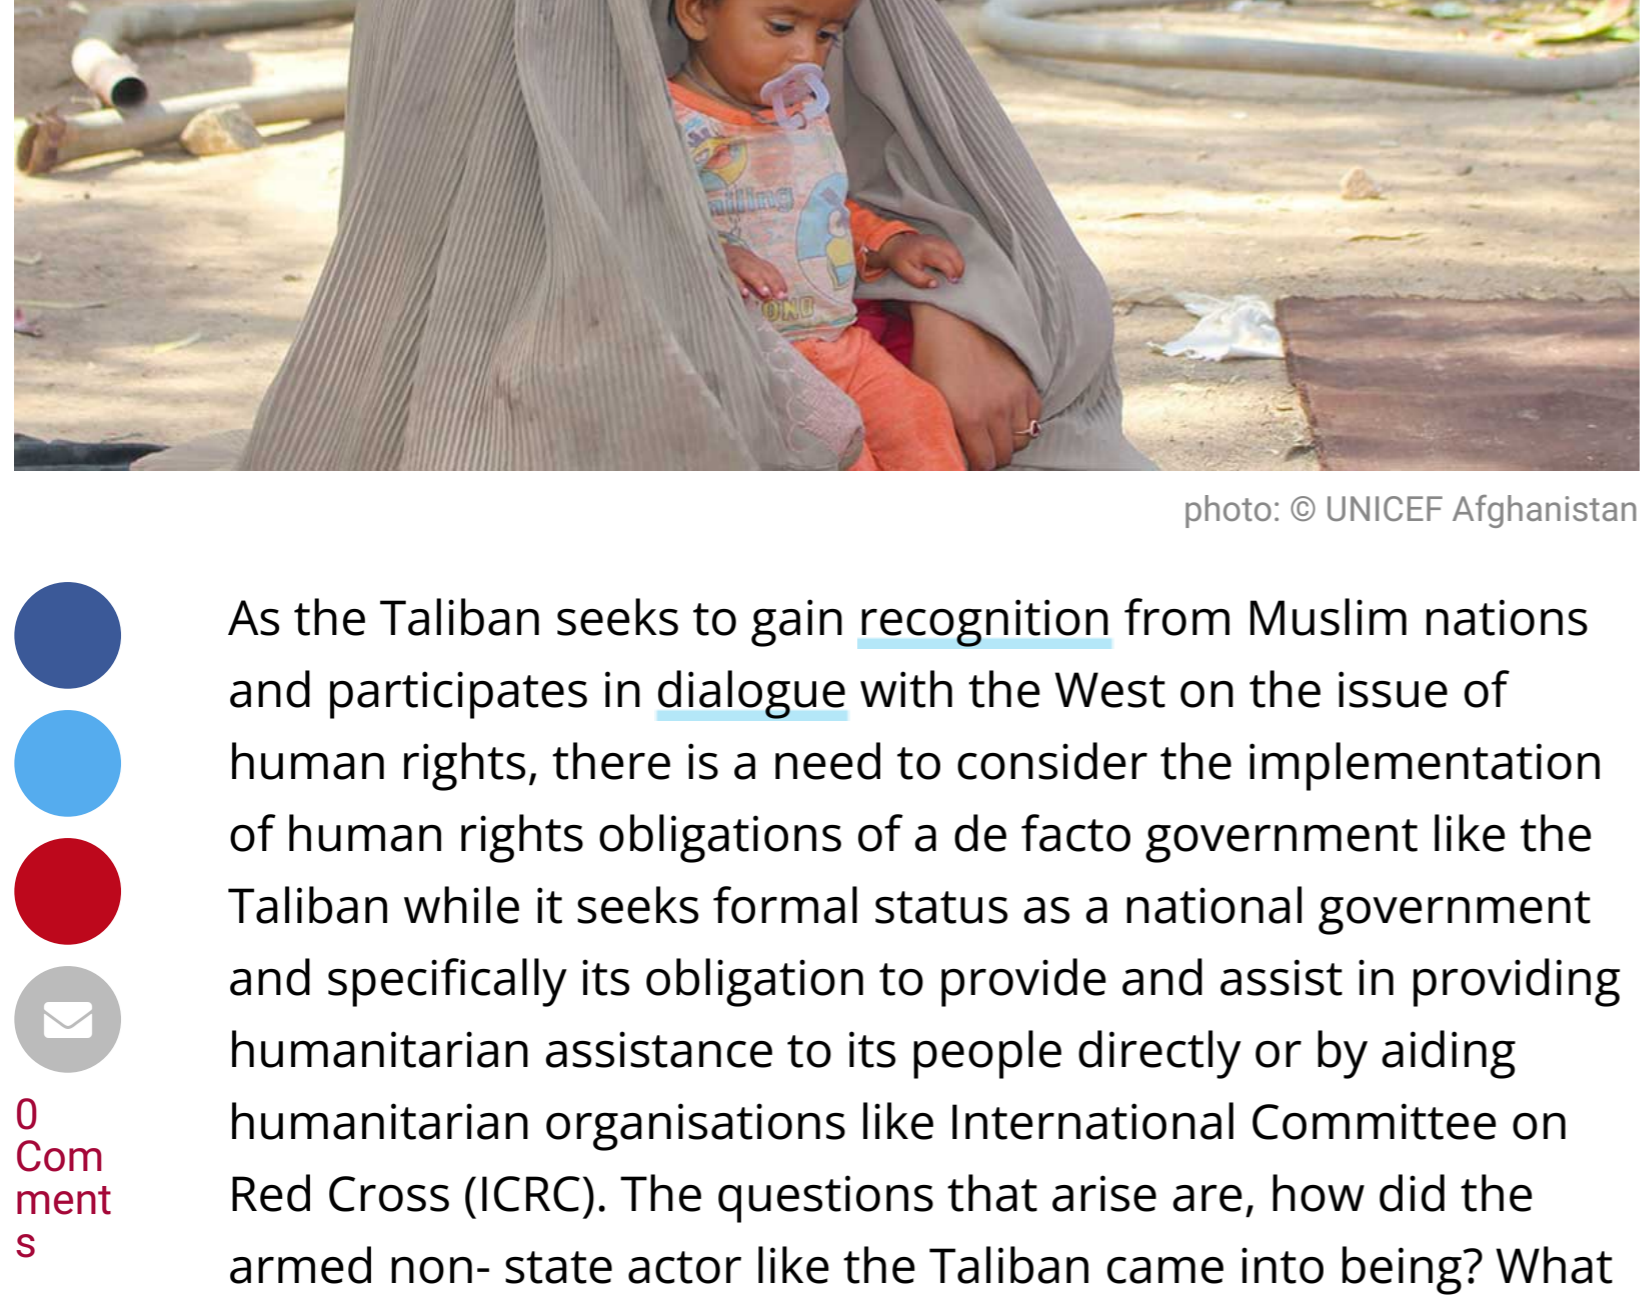 photo: © UNICEF Afghanistan
As the Taliban seeks to gain recognition from Muslim nations
and participates in dialogue with the West on the issue of
human rights, there is a need to consider the implementation
of human rights obligations of a de facto government like the
Taliban while it seeks formal status as a national government
and specifically its obligation to provide and assist in providing
humanitarian assistance to its people directly or by aiding
humanitarian organisations like International Committee on
Red Cross (ICRC). The questions that arise are, how did the
armed non- state actor like the Taliban came into being? What
0
Com
ment
s